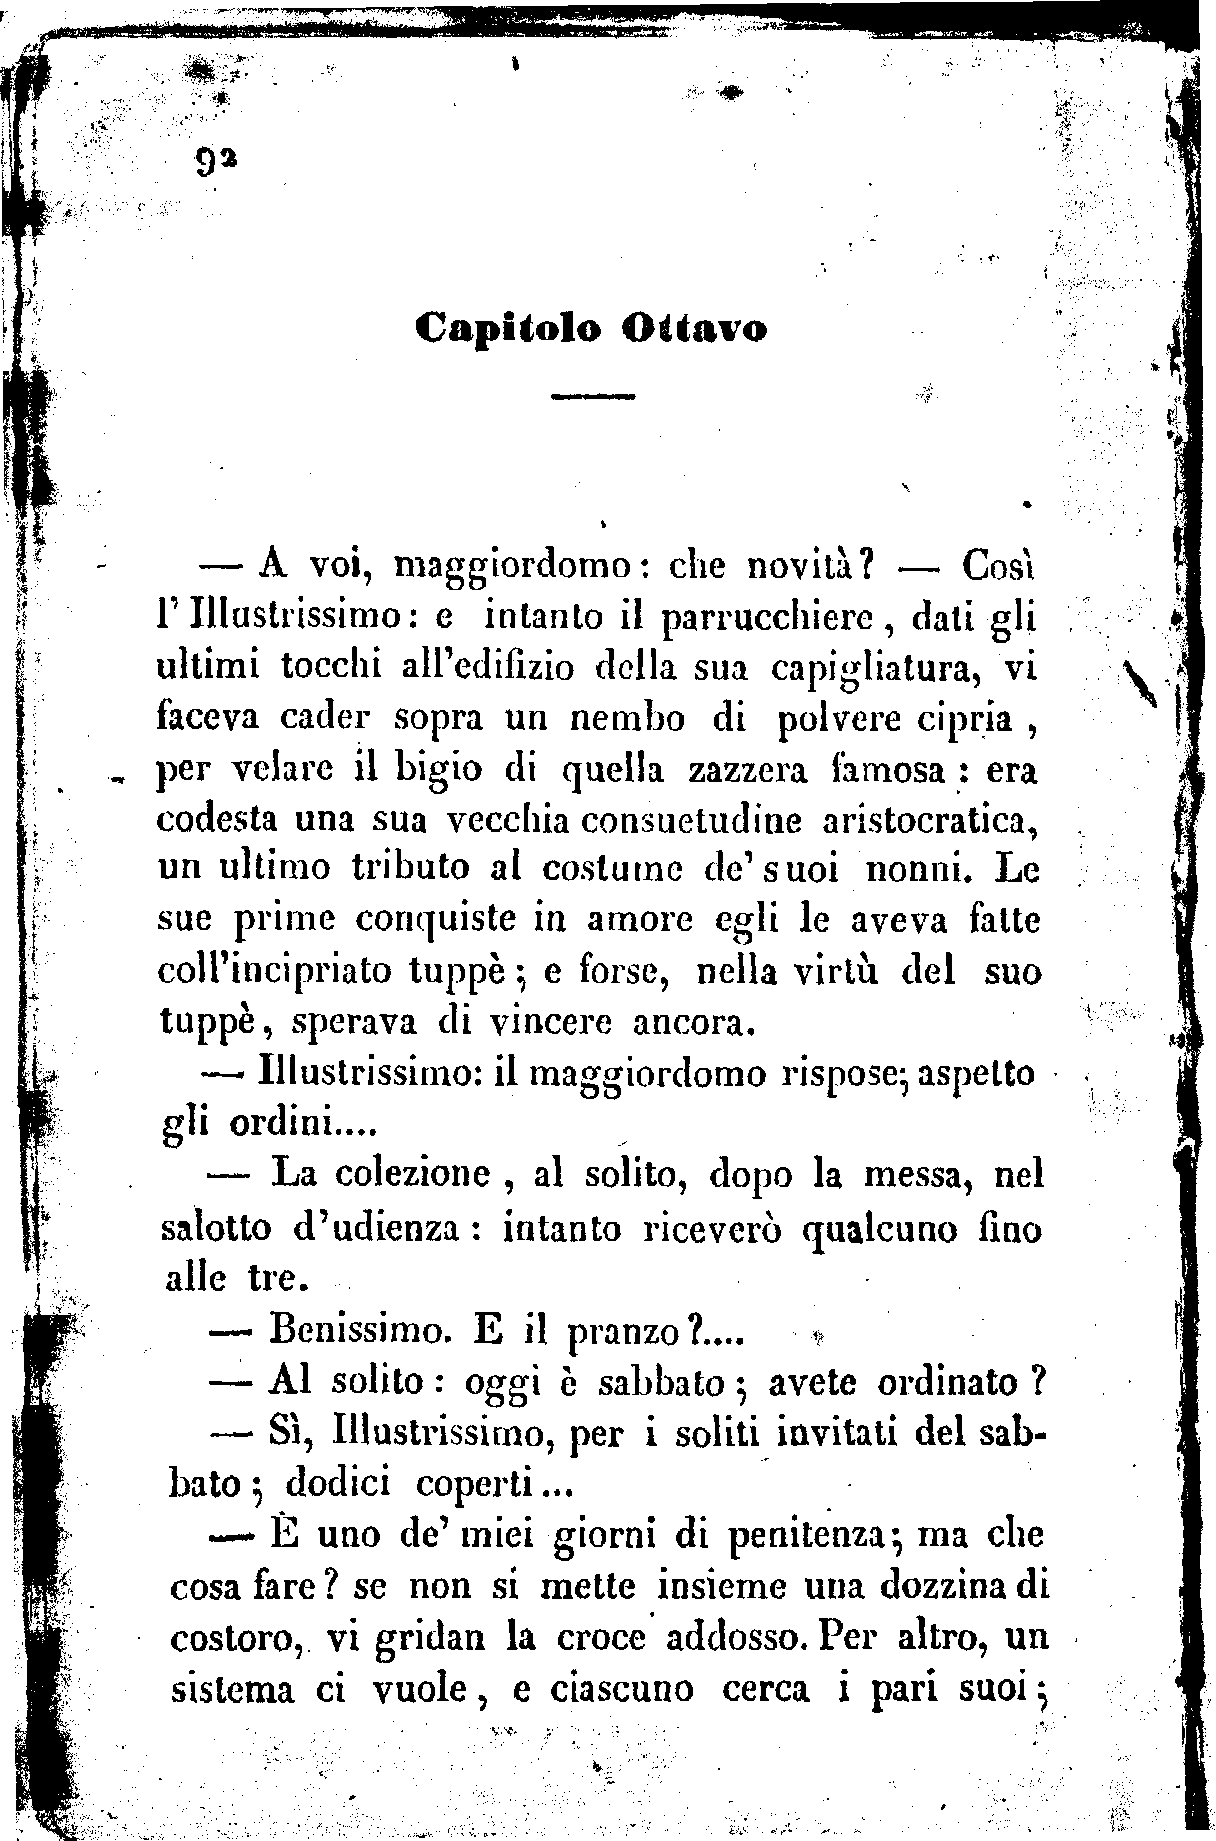 92
Capitolo Ottavo
— A voi, maggiordomo: che novità? — Così
l'Illustrissimo: e intanto il parrucchiere, dati gli
ultimi tocchi all'edifizio della sua capigliatura, vi
faceva cader sopra un nembo di polvere cipria,
per velare il bigio di quella zazzera famosa: era
codesta una sua vecchia consuetudine aristocratica,
un ultimo tributo al costume de' suoi nonni. Le
sue prime conquiste in amore egli le aveva fatte
coll'incipriato tuppè; e forse, nella virtù del suo
tuppè, sperava di vincere ancora.
— Illustrissimo: il maggiordomo rispose; aspetto
gli ordini....
— La colezione, al solito, dopo la messa, nel
salotto d'udienza: intanto riceverò qualcuno fino
alle tre.
— Benissimo. E il pranzo?....
— Al solito: oggi è sabbato; avete ordinato?
— Sì, Illustrissimo, per i soliti invitati del sab-
bato; dodici coperti...
— È uno de' miei giorni di penitenza; ma che
cosa fare? se non si mette insieme una dozzina di
costoro, vi gridan la croce addosso. Per altro, un
sistema ci vuole, e ciascuno cerca i pari suoi;